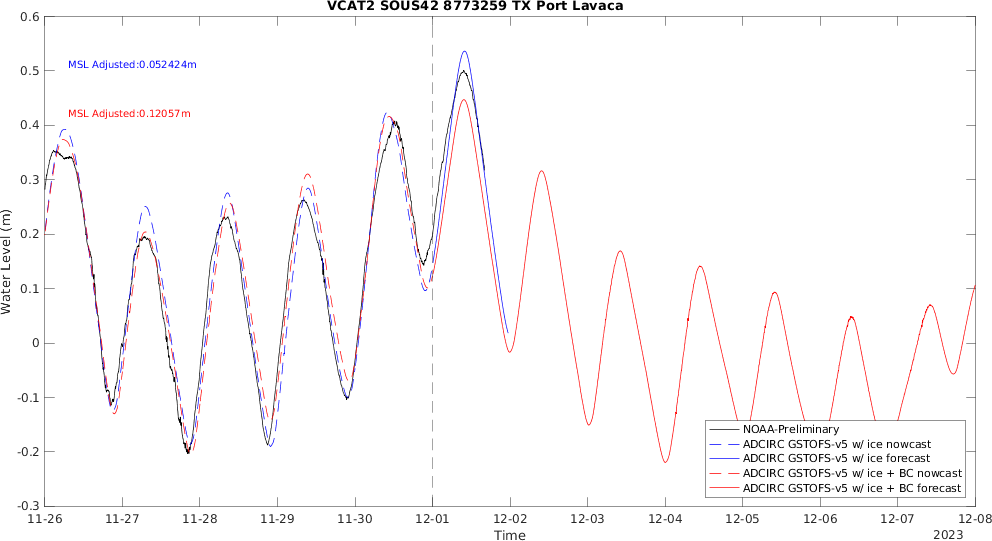 VCAT2 SOUS42 8773259 TX Port Lavaca
0.6
0.5
0.4
0.3
0.2
0.1
0
-0.1
-0.2
-0.3
Water Level (m)
MSL Adjusted:0.052424m
MSL Adjusted:0.12057m
NOAA-Preliminary
ADCIRC GSTOFS-v5 w/ ice nowcast
ADCIRC GSTOFS-v5 w/ ice forecast
ADCIRC GSTOFS-v5 w/ ice + BC nowcast
ADCIRC GSTOFS-v5 w/ ice + BC forecast
11-26 11-27 11-28 11-29 11-30 12-01 12-02 12-03 12-04 12-05 12-06 12-07 12-08
Time
2023